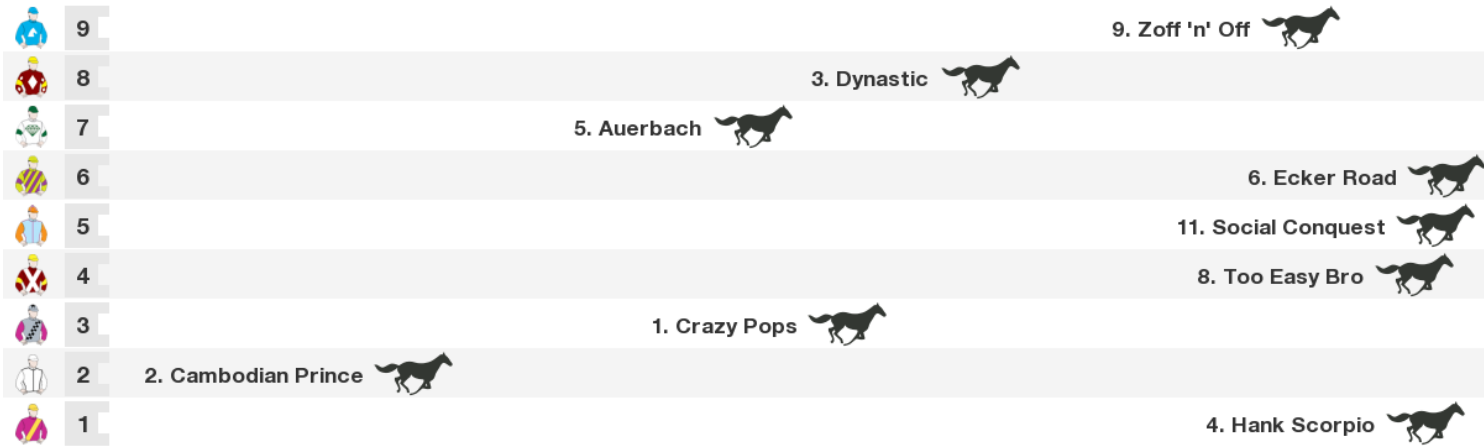 9 9. Zoff 'n' Off
8 3. Dynastic
7 5. Auerbach
6 6. Ecker Road
5 11. Social Conquest
4 8. Too Easy Bro
3 1. Crazy Pops
2 2. Cambodian Prince
1 4. Hank Scorpio